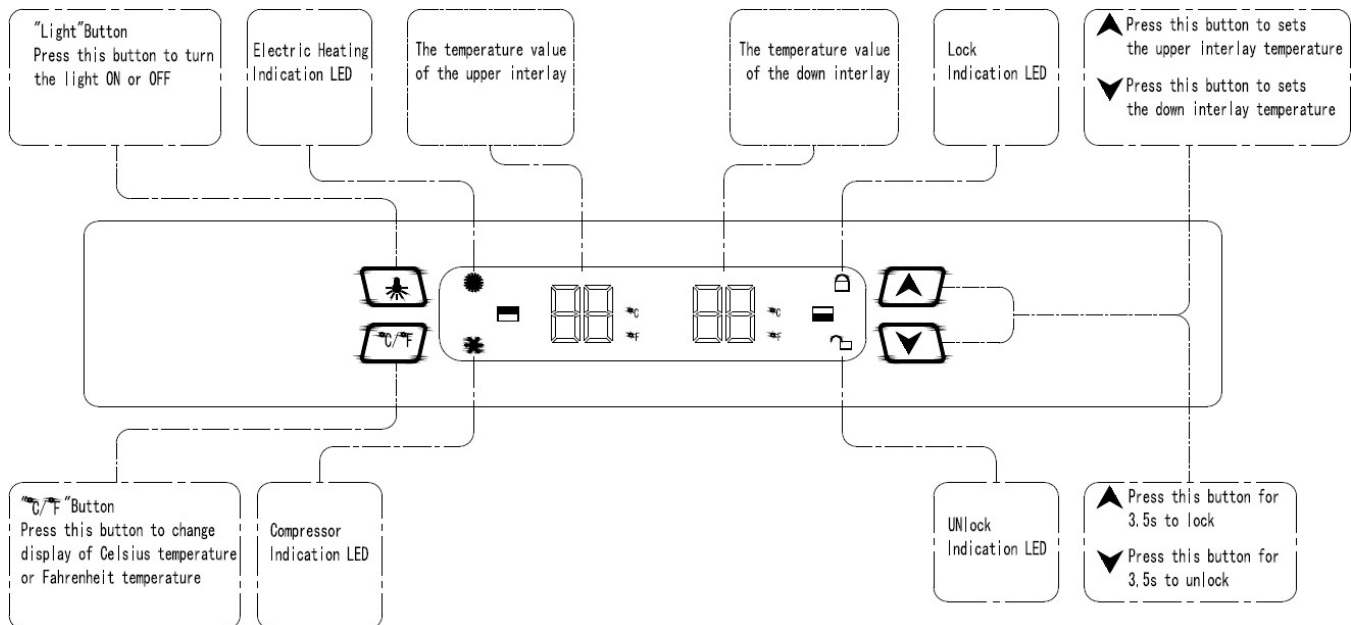 "Light"Button
Press this button to turn
the light ON or OFF
Electric Heating
Indication LED
The temperature value
of the upper interlay
The temperature value
of the down interlay
Lock
Indication LED
Press this button to sets
the upper interlay temperature
Press this button to sets
the down interlay temperature
°C
°F
°C
°F
°C/°F
"°C/°F"Button
Press this button to change
display of Celsius temperature
or Fahrenheit temperature
Compressor
Indication LED
UNlock
Indication LED
Press this button for
3,5s to lock
Press this button for
3,5s to unlock